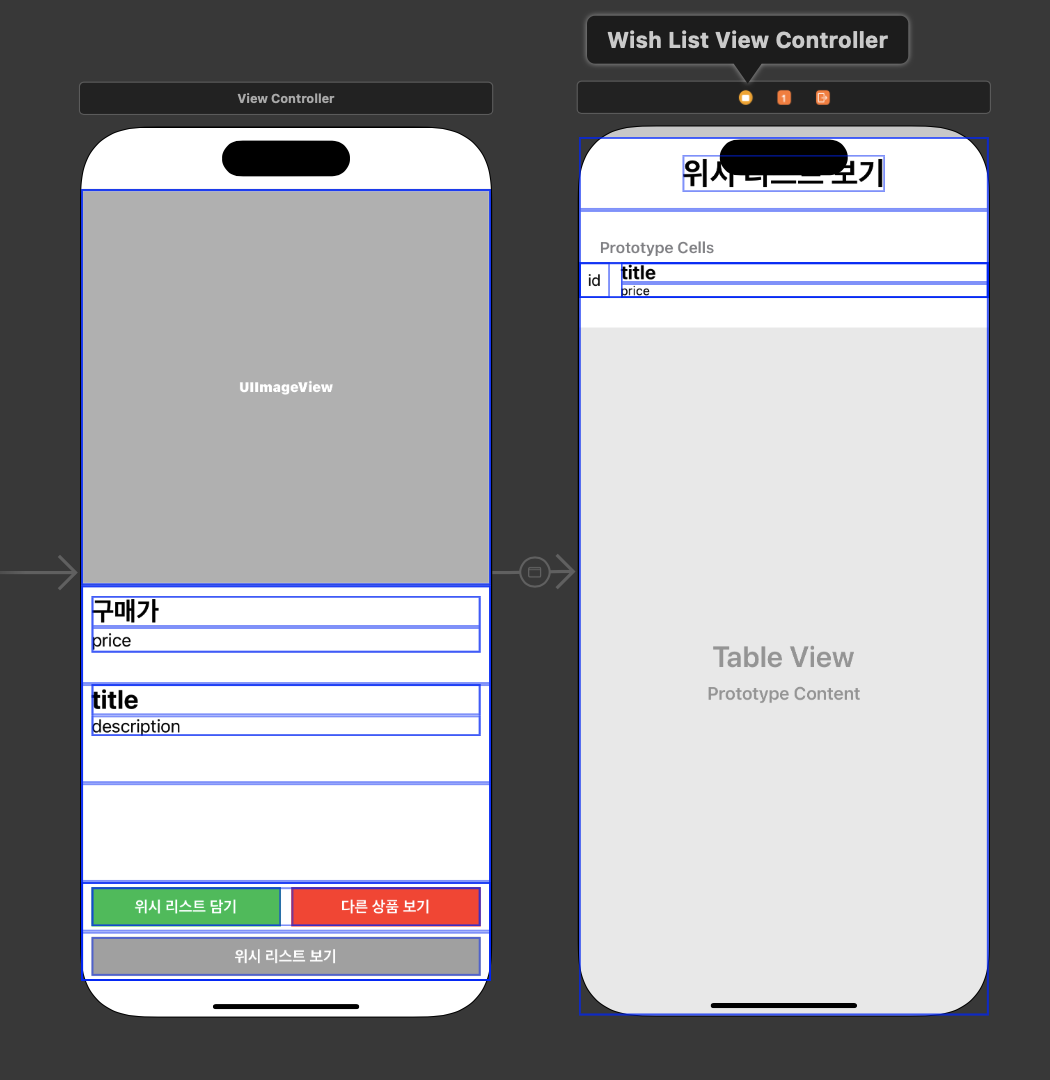 Wish List View Controller
View Controller
1
UIImageView
구매가
price
title
description
위시 리스트 담기
다른 상품 보기
위시 리스트 보기
위시 리스트 보기
Prototype Cells
id
title
price
Table View
Prototype Content